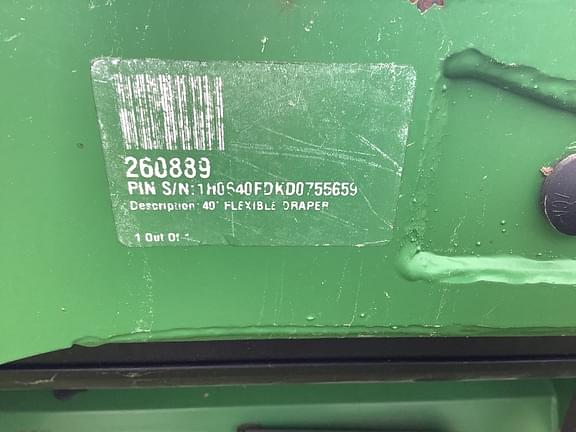 260889
PIN S/N:1H0640FDKD0755659
Description: 40' FLEXIBLE DRAPER
1 Out Of